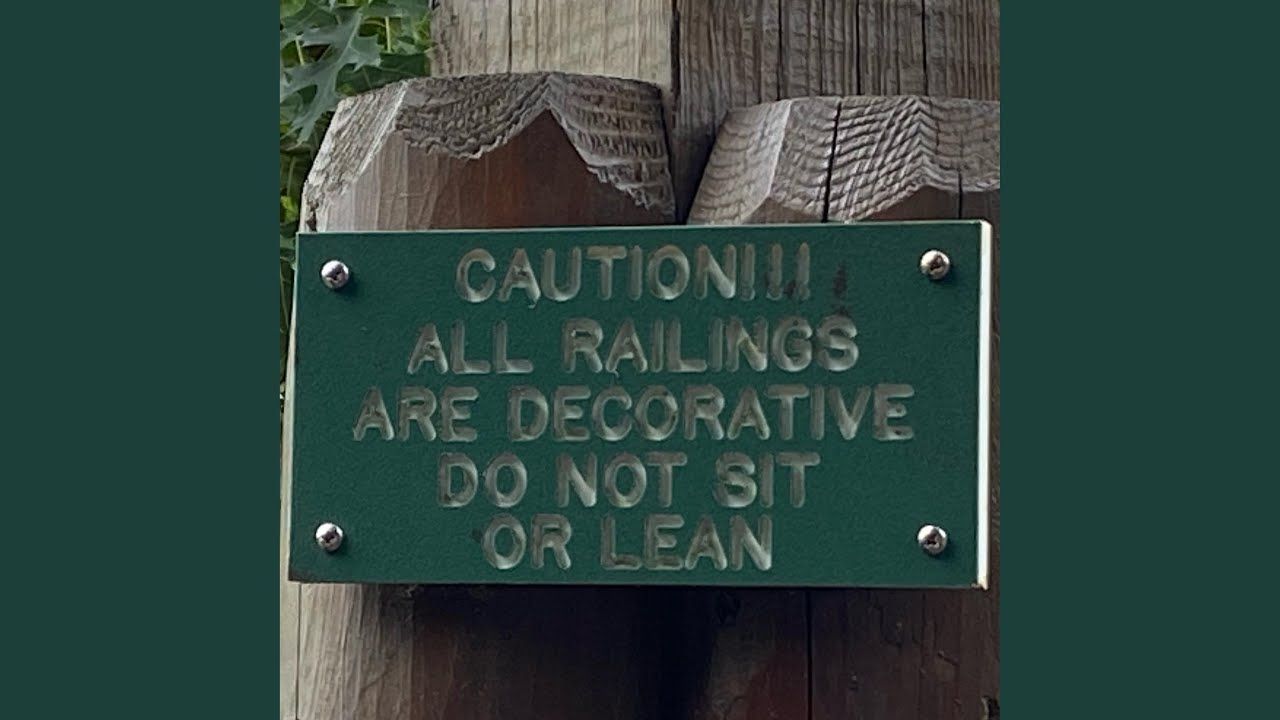 CAUTION!!!
ALL RAILINGS
ARE DECORATIVE
DO NOT SIT
OR LEAN